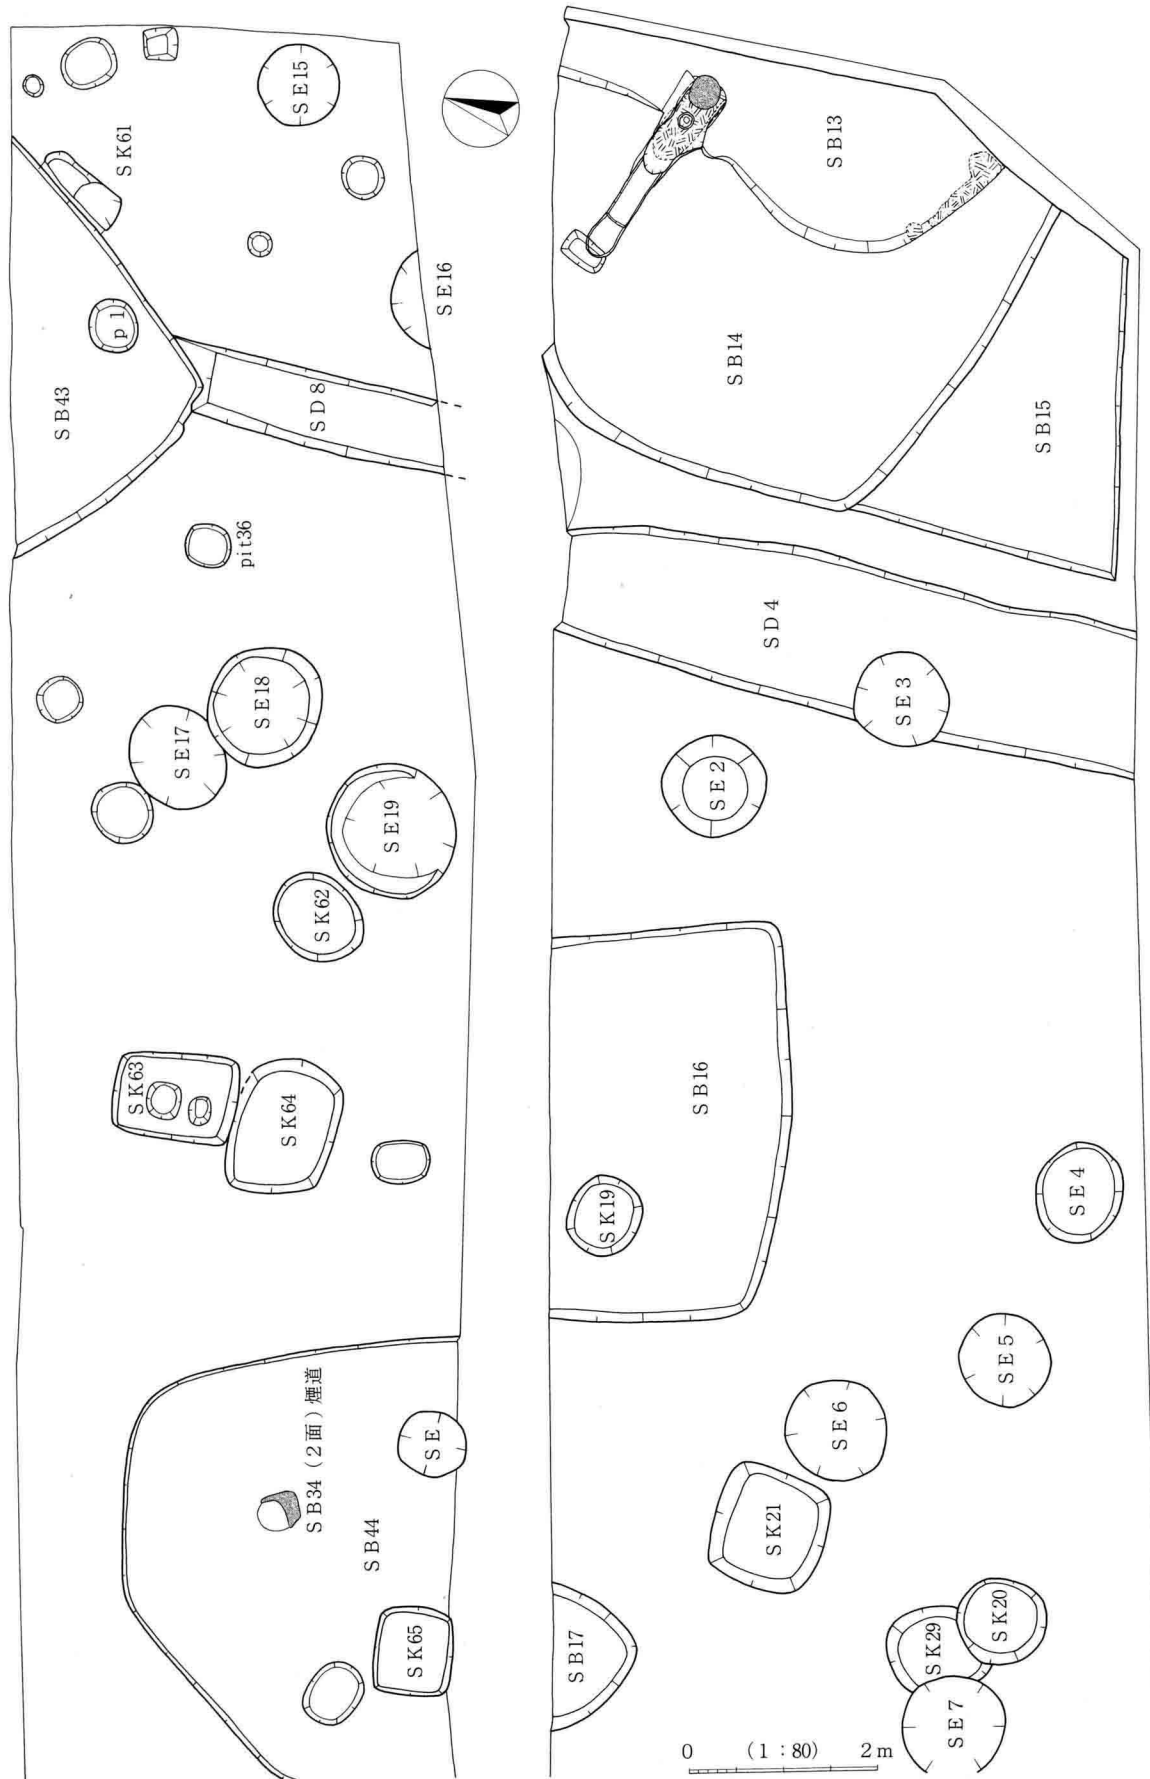 SE15
SK61
SE16
p1
SB43
SD8
pit36
SE18
SE17
SE19
SK62
SK63
SK64
SB34（2面）煙道
SE
SB44
SK65
SB13
SB14
SB15
SD4
SE3
SE2
SB16
SK19
SE4
SE5
SE6
SK21
SK20
SK29
SB17
SE7
0 (1:80) 2m